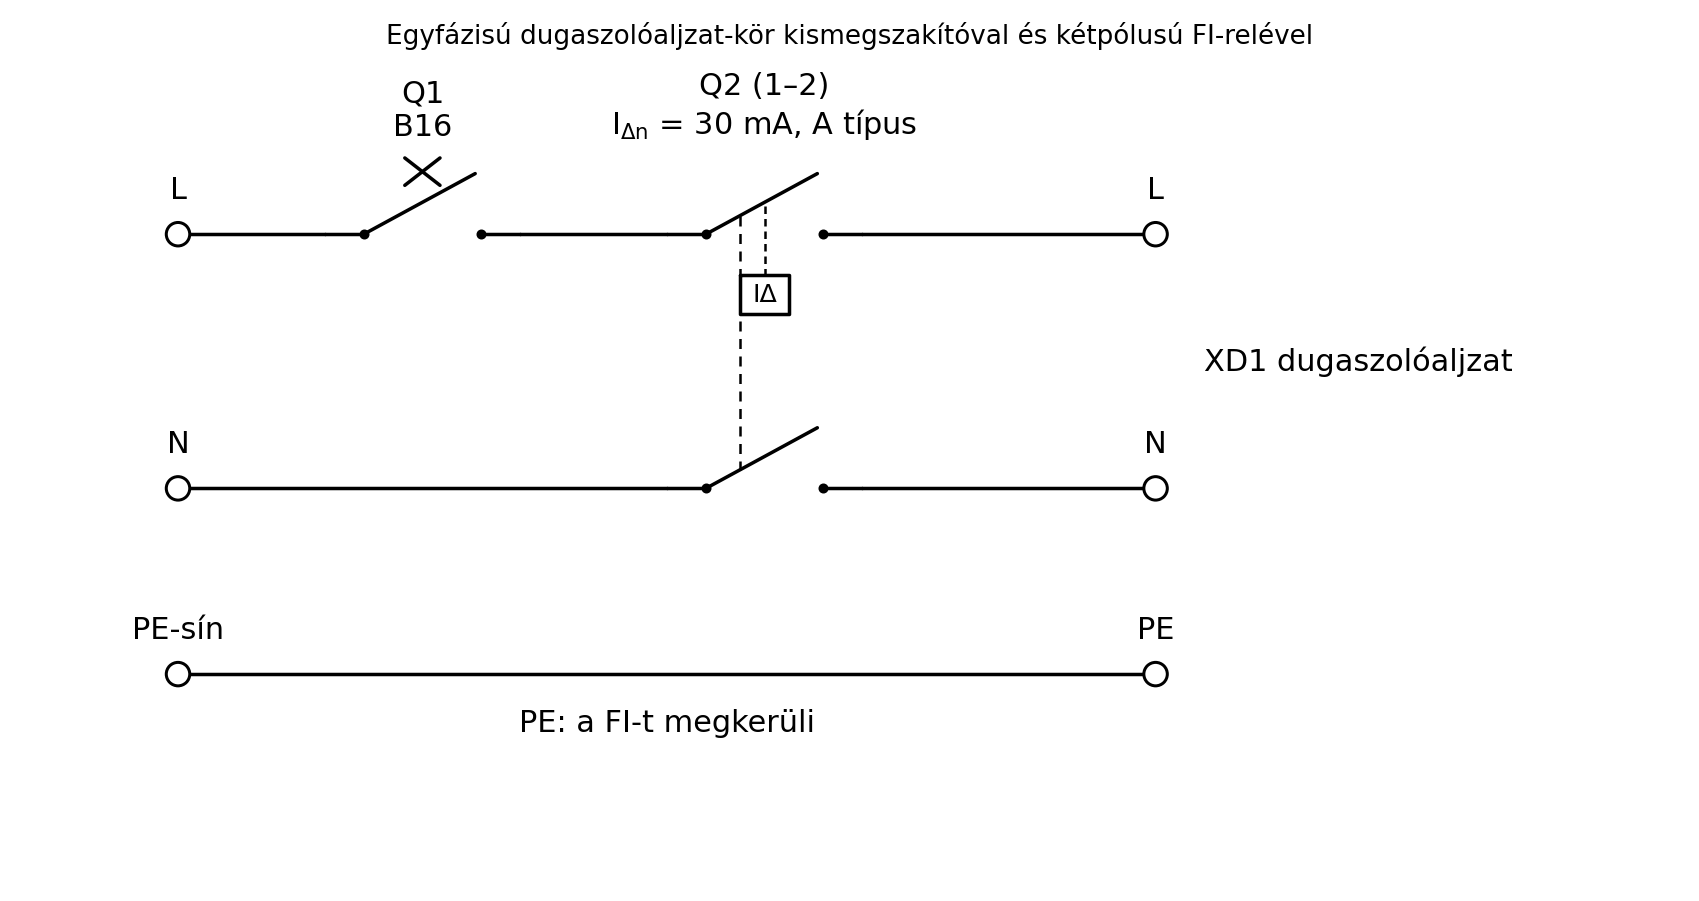 Egyfázisú dugaszolóaljzat-kör kismegszakítóval és kétpólusú FI-relével
Q1
B16
Q2 (1–2)
IΔn = 30 mA, A típus
L
L
IΔ
XD1 dugaszolóaljzat
N
N
PE-sín
PE
PE: a FI-t megkerüli